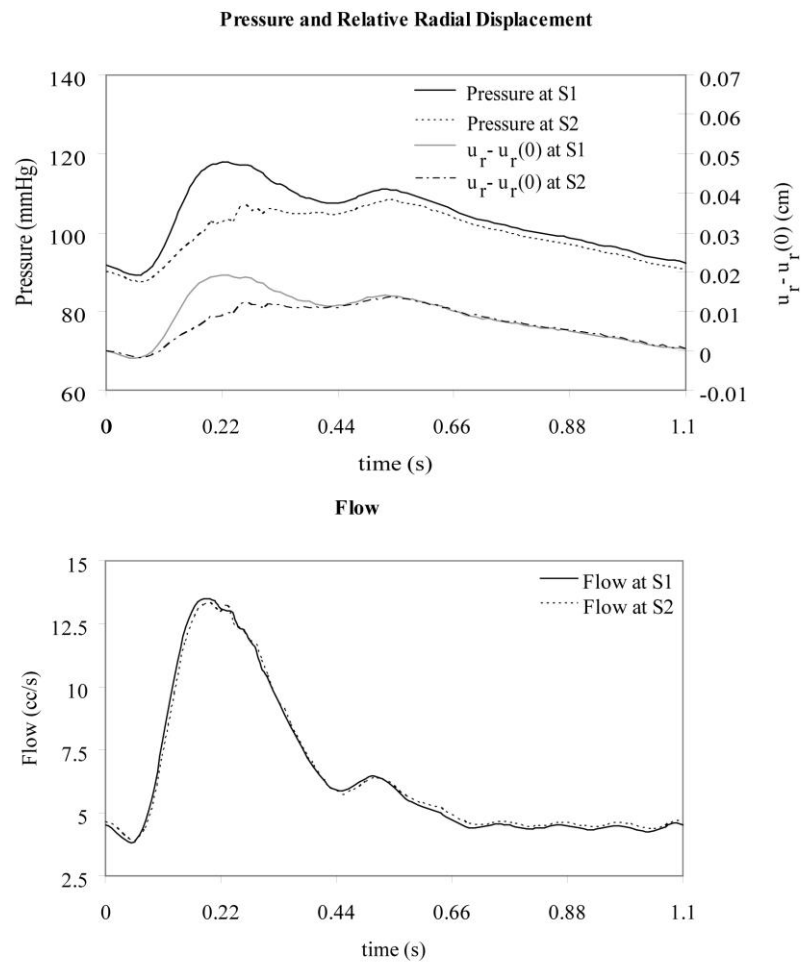 Pressure and Relative Radial Displacement
140
120
100
80
60
Pressure (mmHg)
0.07
0.06
0.05
0.04
0.03
0.02
0.01
0
-0.01
u_r - u_r(0) (cm)
Pressure at S1
Pressure at S2
u_r - u_r(0) at S1
u_r - u_r(0) at S2
0 0.22 0.44 0.66 0.88 1.1
time (s)
Flow
15
12.5
10
7.5
5
2.5
Flow (cc/s)
Flow at S1
Flow at S2
0 0.22 0.44 0.66 0.88 1.1
time (s)